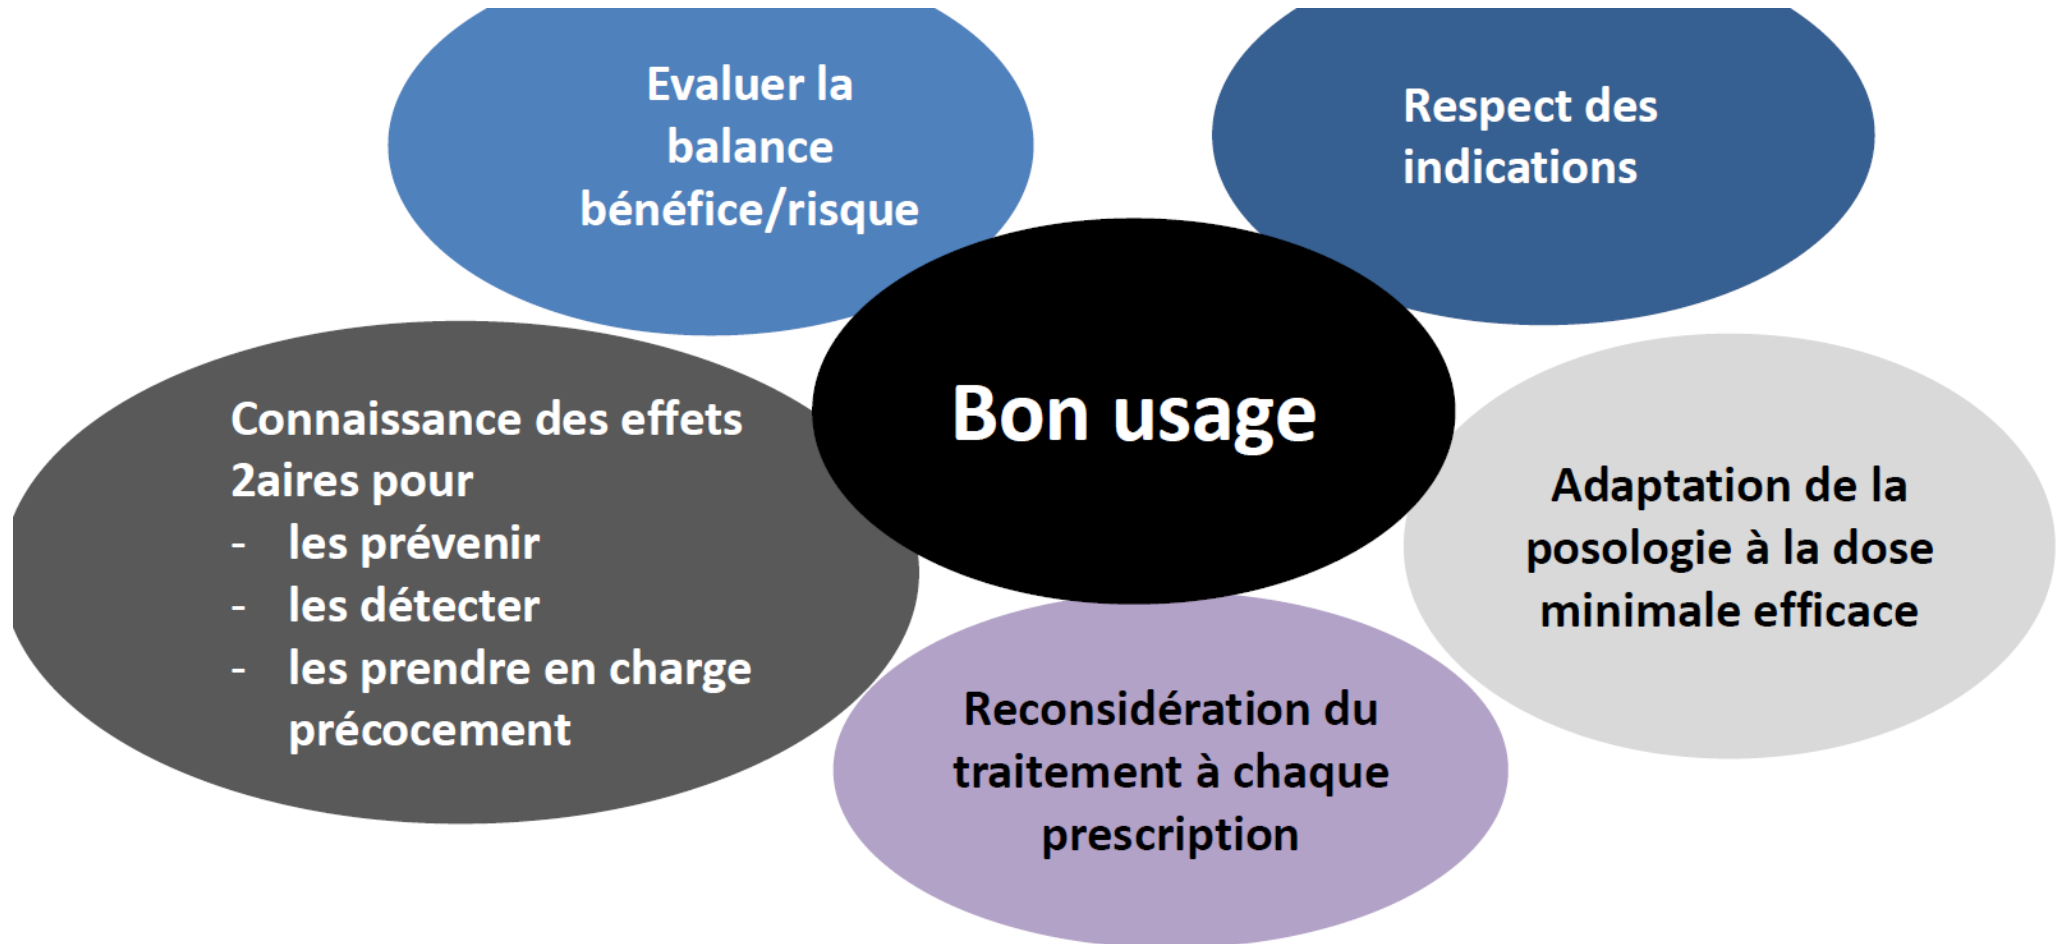 Evaluer la
balance
bénéfice/risque
Respect des
indications
Bon usage
Connaissance des effets
2aires pour
- les prévenir
- les détecter
- les prendre en charge
précocement
Adaptation de la
posologie à la dose
minimale efficace
Reconsidération du
traitement à chaque
prescription